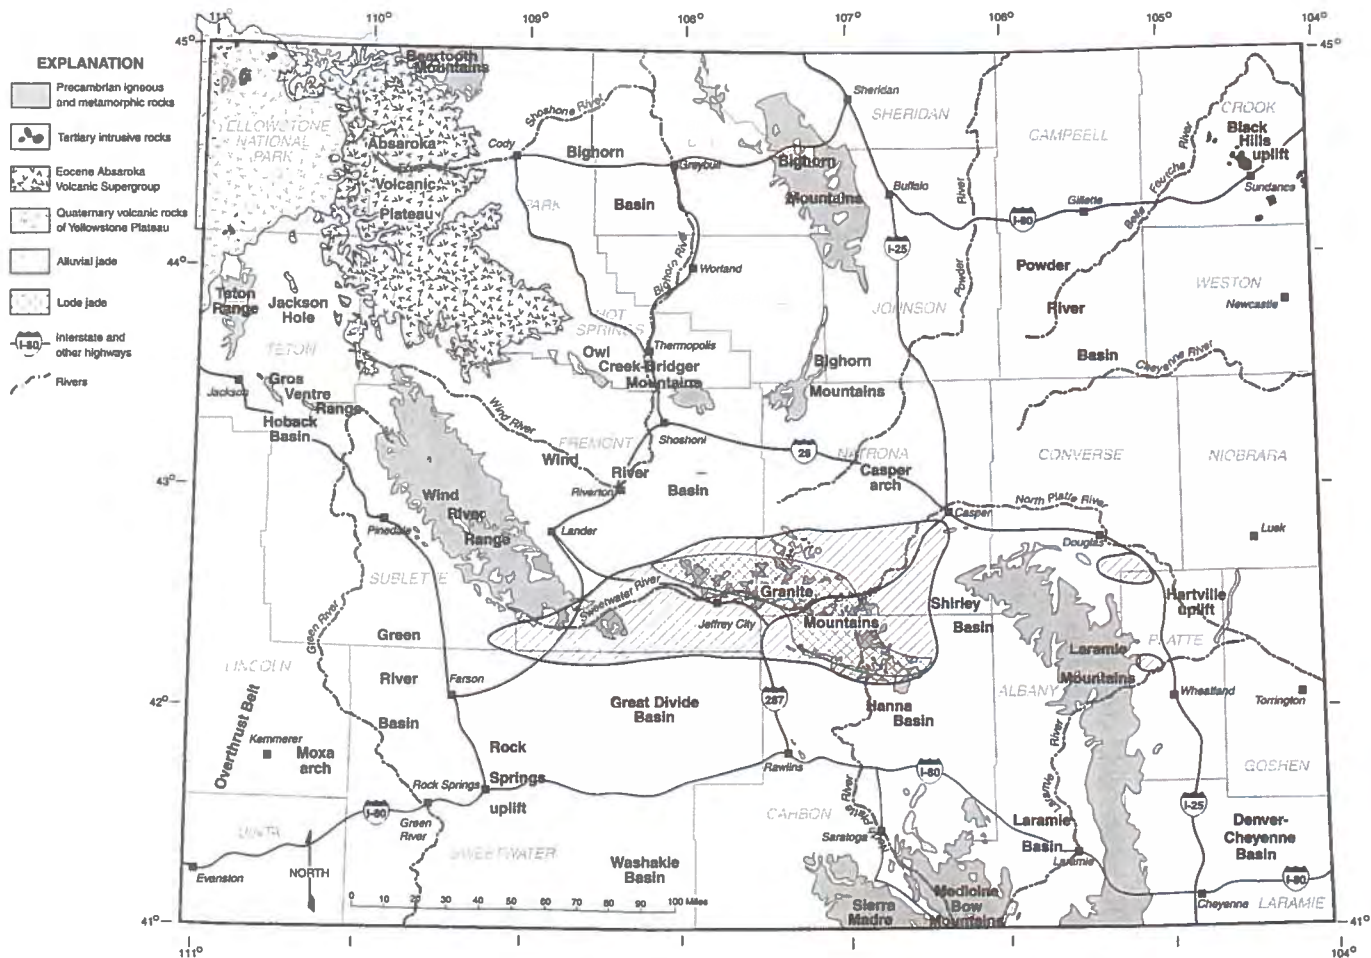 111° 110° 109° 108° 107° 106° 105° 104°
45° 45°
EXPLANATION
Precambrian igneous
and metamorphic rocks
Tertiary intrusive rocks
Eocene Absaroka
Volcanic Supergroup
Quaternary volcanic rocks
of Yellowstone Plateau
Alluvial jade
Lode jade
I-80
Interstate and
other highways
Rivers
Beartooth
Mountains
YELLOWSTONE
NATIONAL
PARK
Absaroka
Volcanic
Plateau
Shoshone River
Cody
Bighorn
Basin
Greybull
PARK
Bighorn River
Worland
Sheridan
SHERIDAN
Bighorn
Mountains
Buffalo
I-25
Powder River
CAMPBELL
I-80
Gillette
Belle Fourche River
CROOK
Black
Hills
uplift
Sundance
44°
Teton
Range
Jackson
Hole
TETON
HOT
SPRINGS
Thermopolis
Owl
Creek-Bridger
Mountains
JOHNSON
Bighorn
Mountains
Powder
River
Basin
WESTON
Newcastle
Cheyenne River
Jackson
Gros
Ventre
Range
Hoback
Basin
Wind River
FREMONT
Shoshoni
26
NATRONA
Casper
arch
CONVERSE
NIOBRARA
43°
Wind
River
Basin
Riverton
Wind
River
Range
Pinedale
Lander
Casper
North Platte River
Douglas
Lusk
SUBLETTE
Green River
Sweetwater River
Granite
Mountains
Jeffrey City
Shirley
Basin
Hartville
uplift
PLATTE
Laramie
Mountains
LINCOLN
Green
River
Basin
Farson
Great Divide
Basin
287
Hanna
Basin
ALBANY
Wheatland
Torrington
42°
Overthrust Belt
Kemmerer
Moxa
arch
Rock
Springs
uplift
Rock Springs
Rawlins
I-80
Laramie River
GOSHEN
I-80
Green
River
UINTA
Evanston
NORTH
SWEETWATER
Washakie
Basin
CARBON
Saratoga
North Platte River
Laramie
Basin
Laramie
I-25
Denver-
Cheyenne
Basin
I-80
Cheyenne
LARAMIE
0 10 20 30 40 50 60 80 100 Miles
Sierra
Madre
Medicine
Bow
Mountains
41° 41°
111° 104°